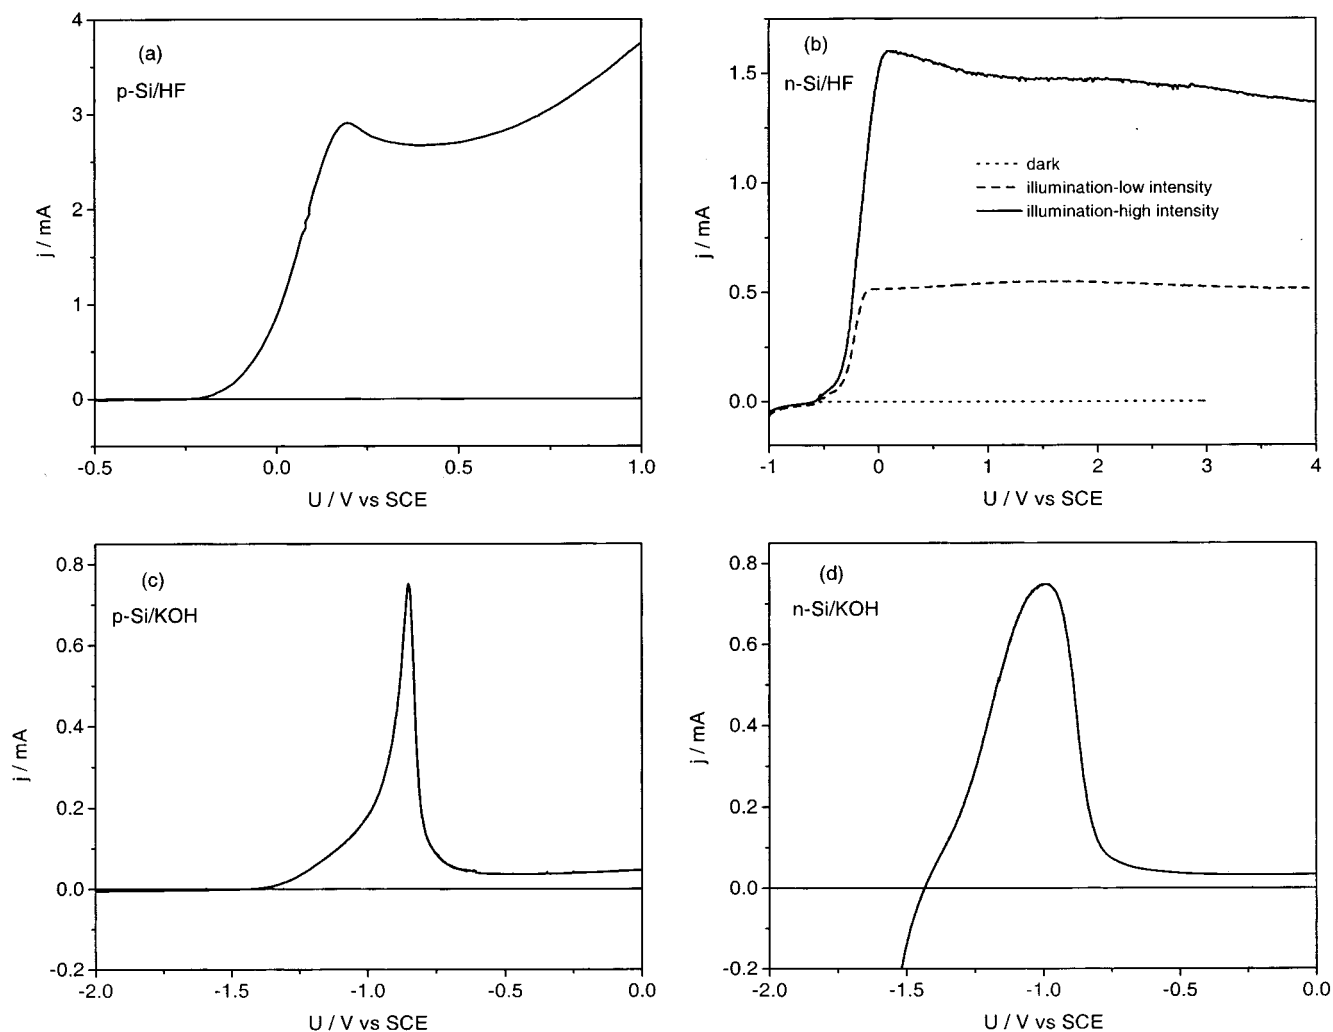 (a)
p-Si/HF
4
3
2
1
0
j / mA
-0.5
0.0
0.5
1.0
U / V vs SCE
(b)
n-Si/HF
1.5
1.0
0.5
0.0
j / mA
dark
illumination-low intensity
illumination-high intensity
-1
0
1
2
3
4
U / V vs SCE
(c)
p-Si/KOH
0.8
0.6
0.4
0.2
0.0
-0.2
j / mA
-2.0
-1.5
-1.0
-0.5
0.0
U / V vs SCE
(d)
n-Si/KOH
0.8
0.6
0.4
0.2
0.0
-0.2
j / mA
-2.0
-1.5
-1.0
-0.5
0.0
U / V vs SCE